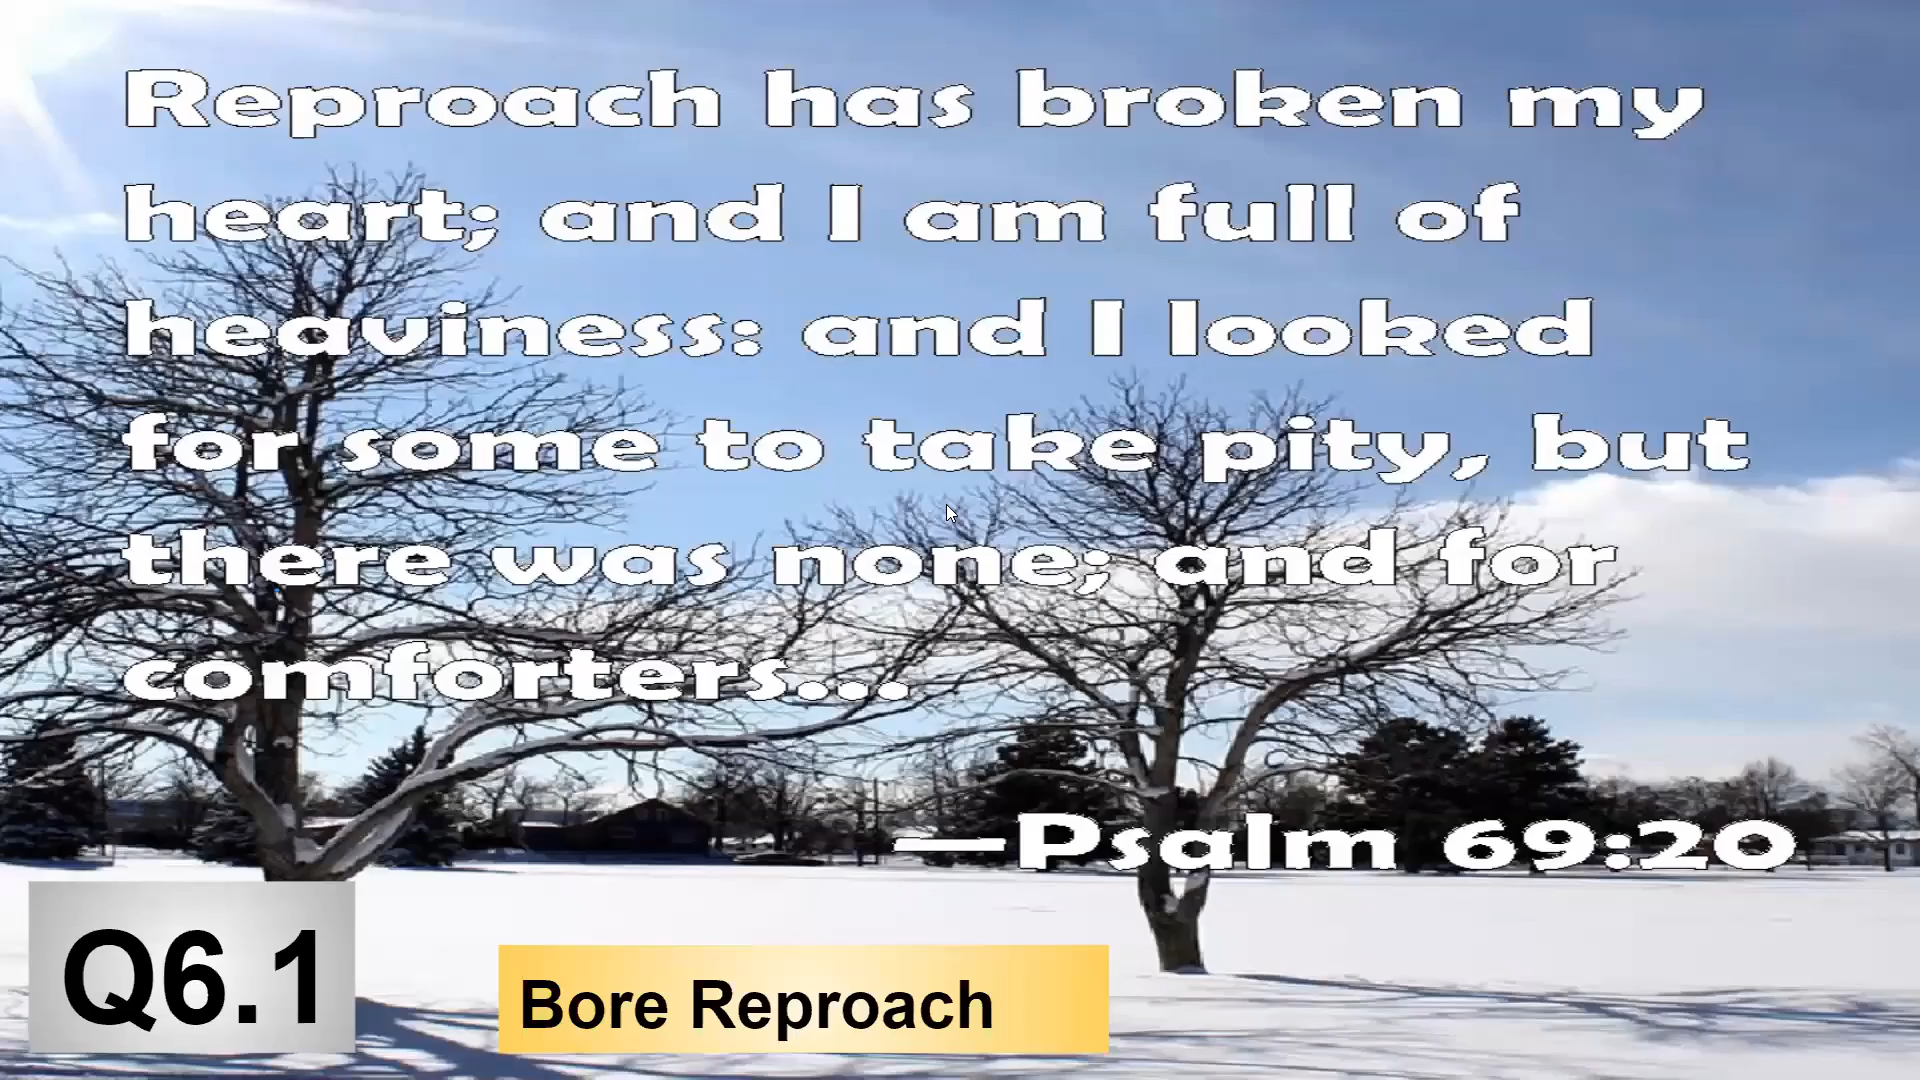 Reproach has broken my
heart; and I am full of
heaviness: and I looked
for some to take pity, but
there was none; and for
comforters...
—Psalm 69:20
Q6.1
Bore Reproach